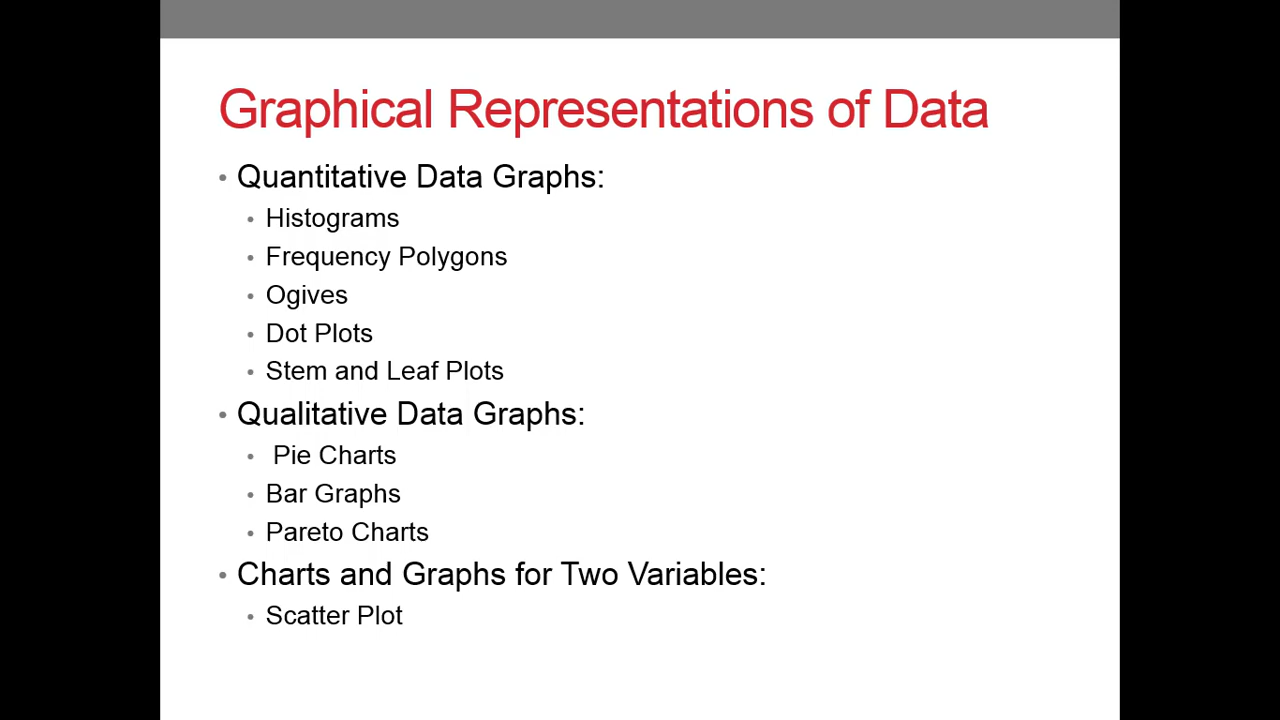 Graphical Representations of Data
• Quantitative Data Graphs:
• Histograms
• Frequency Polygons
• Ogives
• Dot Plots
• Stem and Leaf Plots
• Qualitative Data Graphs:
• Pie Charts
• Bar Graphs
• Pareto Charts
• Charts and Graphs for Two Variables:
• Scatter Plot